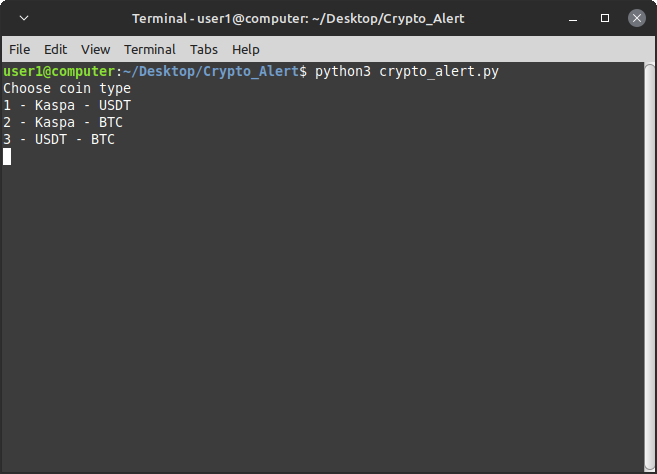 Terminal - user1@computer: ~/Desktop/Crypto_Alert
File Edit View Terminal Tabs Help
user1@computer:~/Desktop/Crypto_Alert$ python3 crypto_alert.py
Choose coin type
1 - Kaspa - USDT
2 - Kaspa - BTC
3 - USDT - BTC